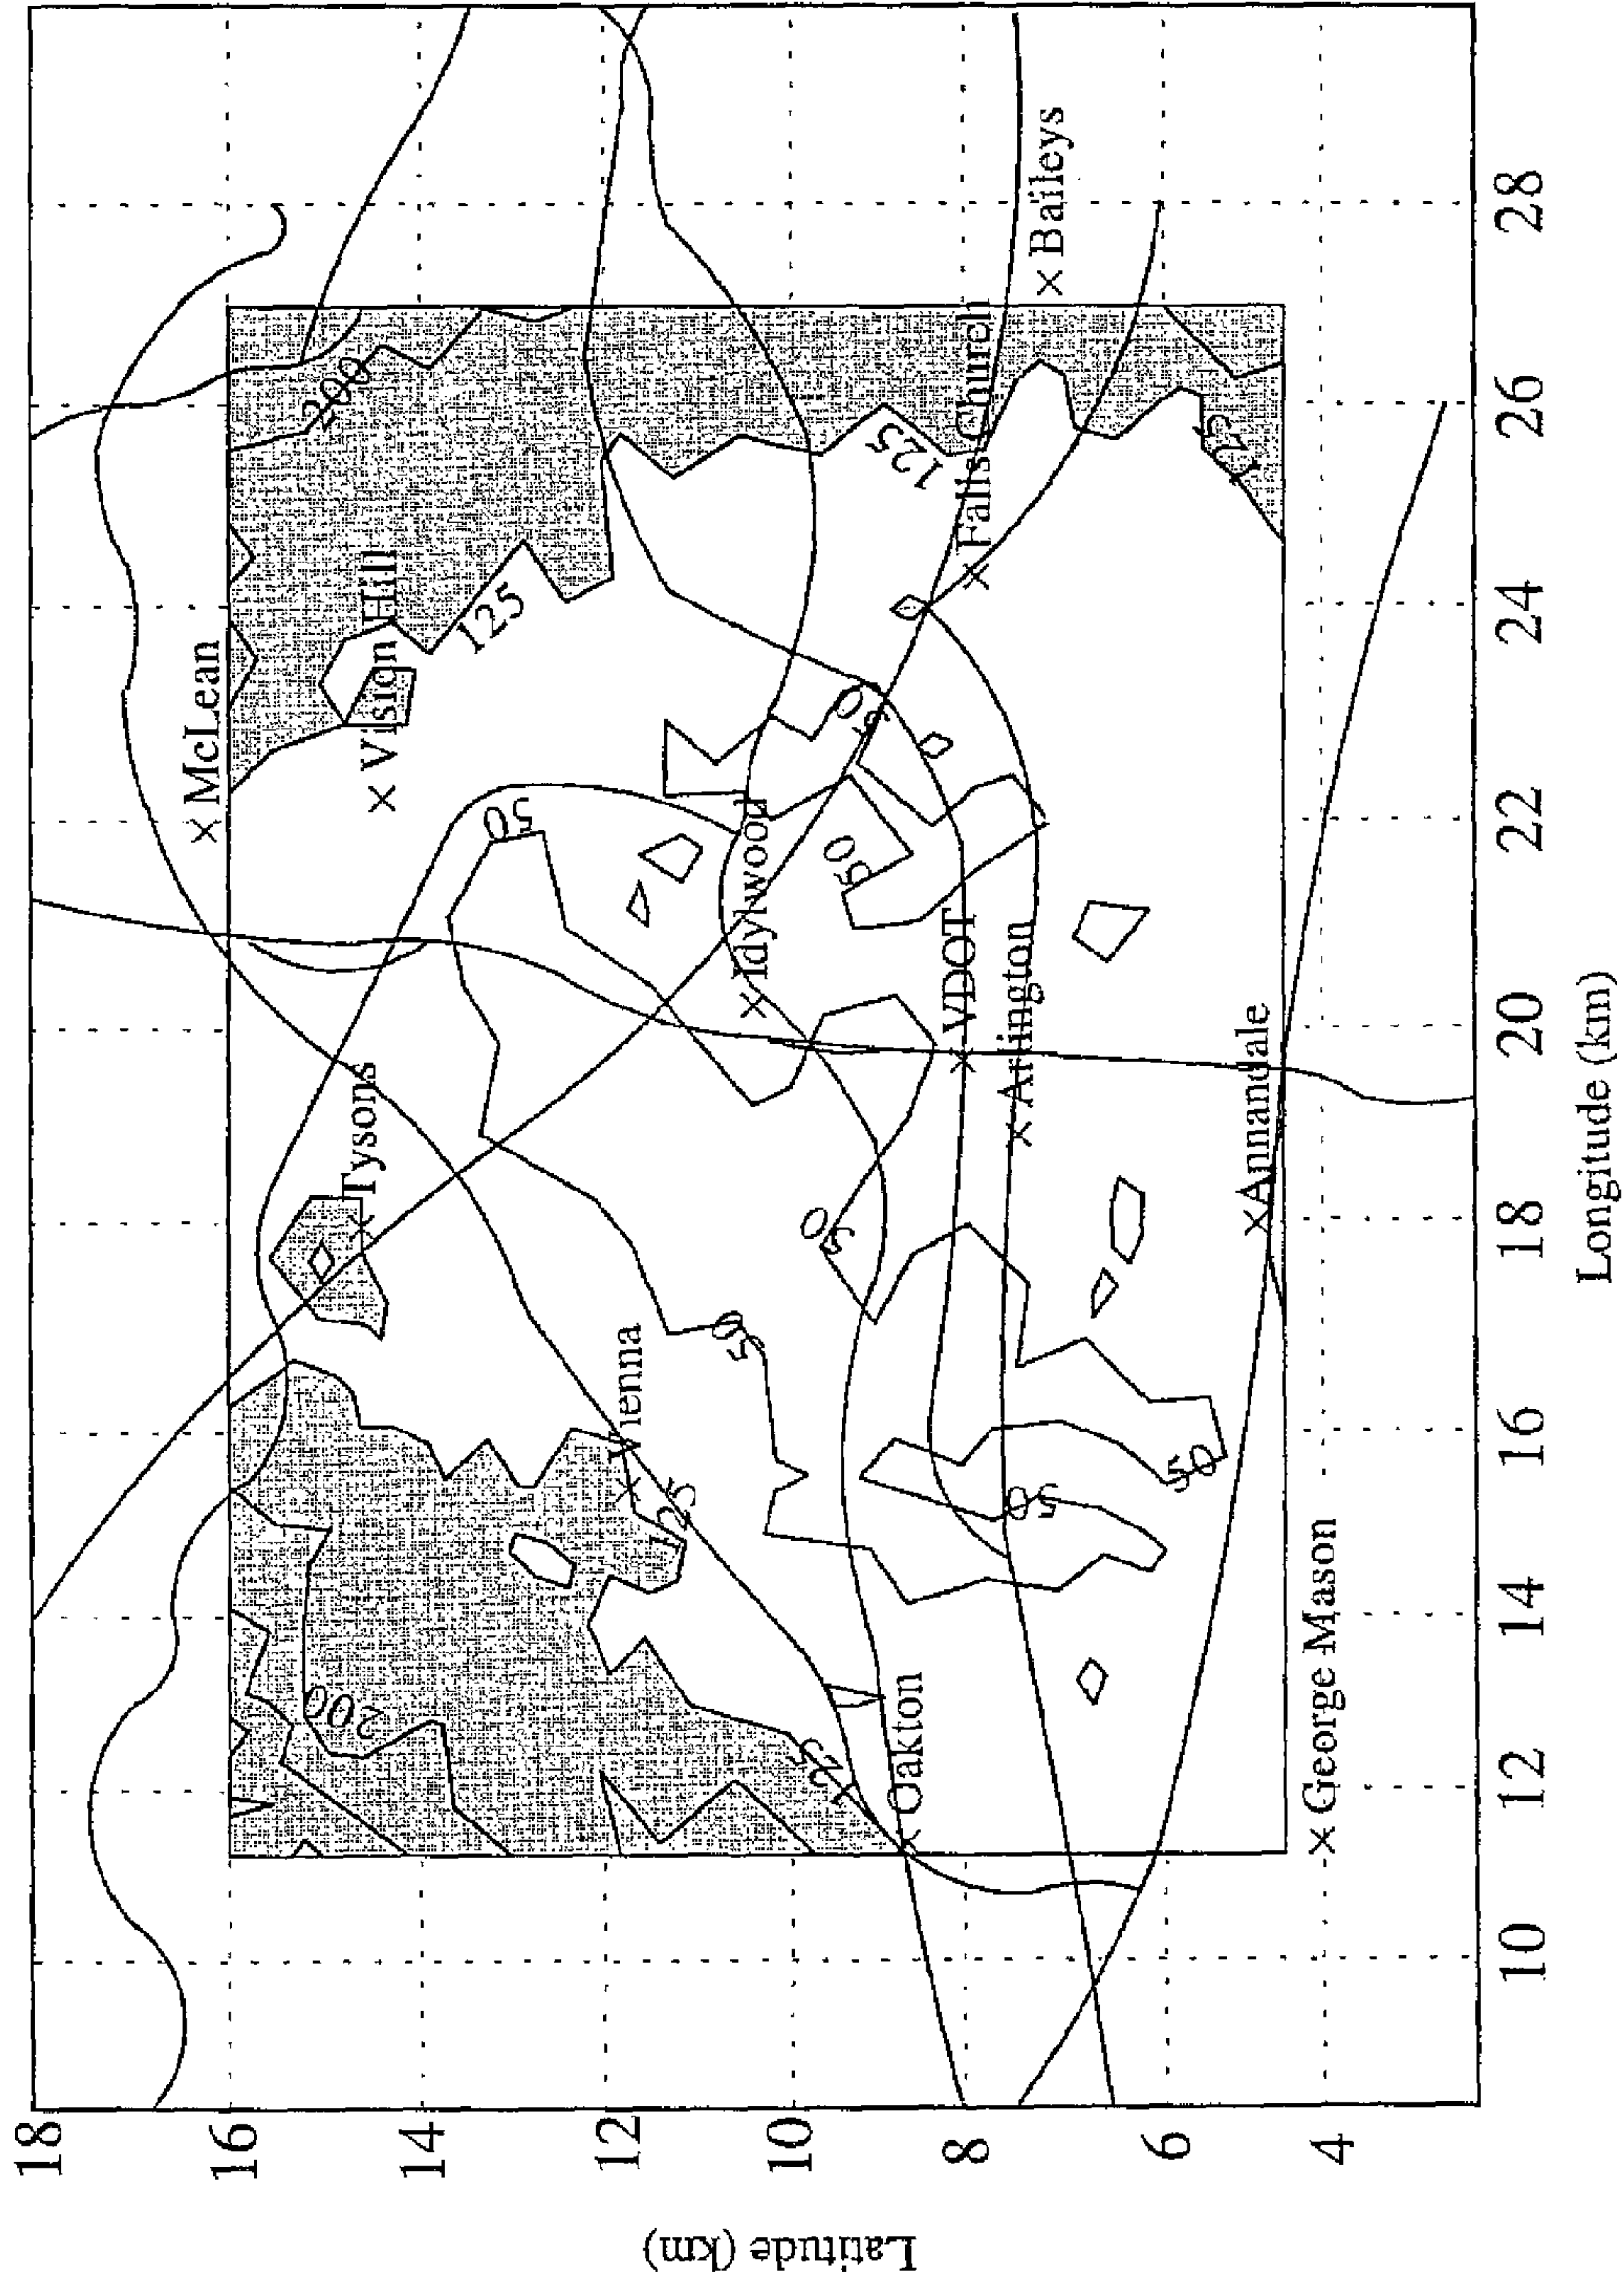 18
16
14
12
10
8
6
4
Latitude (km)
McLean
Vision Hill
Tysons
Vienna
Idylwood
Falls Church
Baileys
VDOT
Arlington
Oakton
Annandale
George Mason
200
200
125
125
125
125
125
50
50
50
50
50
50
50
10
12
14
16
18
20
22
24
26
28
Longitude (km)